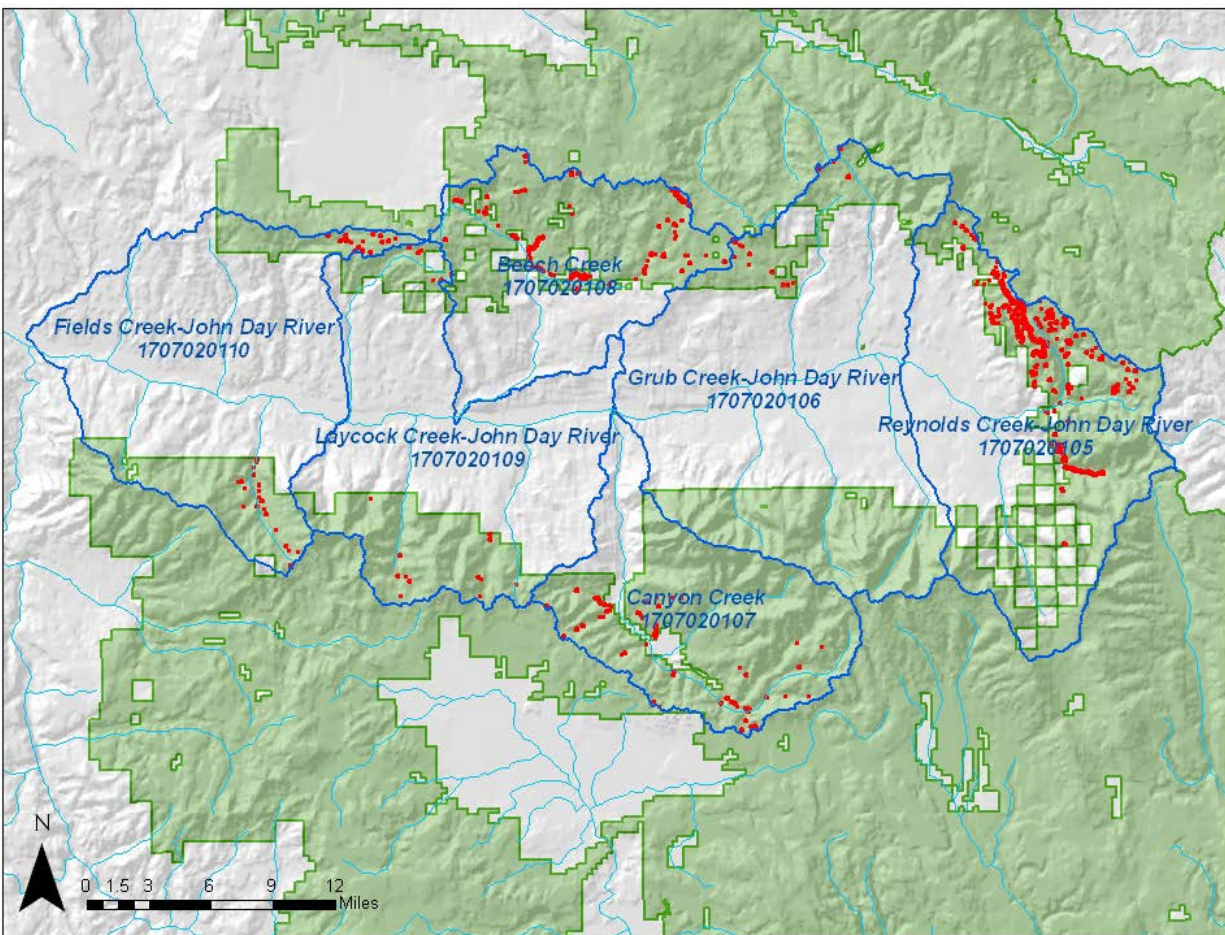 Beech Creek
1707020108
Fields Creek-John Day River
1707020110
Grub Creek-John Day River
1707020106
Reynolds Creek-John Day River
1707020105
Laycock Creek-John Day River
1707020109
Canyon Creek
1707020107
N
0 1.5 3 6 9 12
Miles